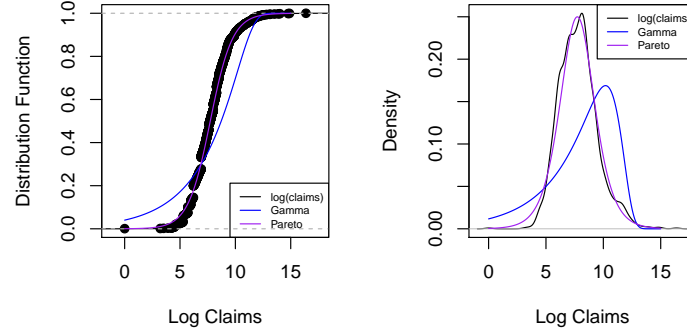 Distribution Function
1.0
0.8
0.6
0.4
0.2
0.0
0
5
10
15
Log Claims
log(claims)
Gamma
Pareto
Density
0.20
0.10
0.00
0
5
10
15
Log Claims
log(claims)
Gamma
Pareto